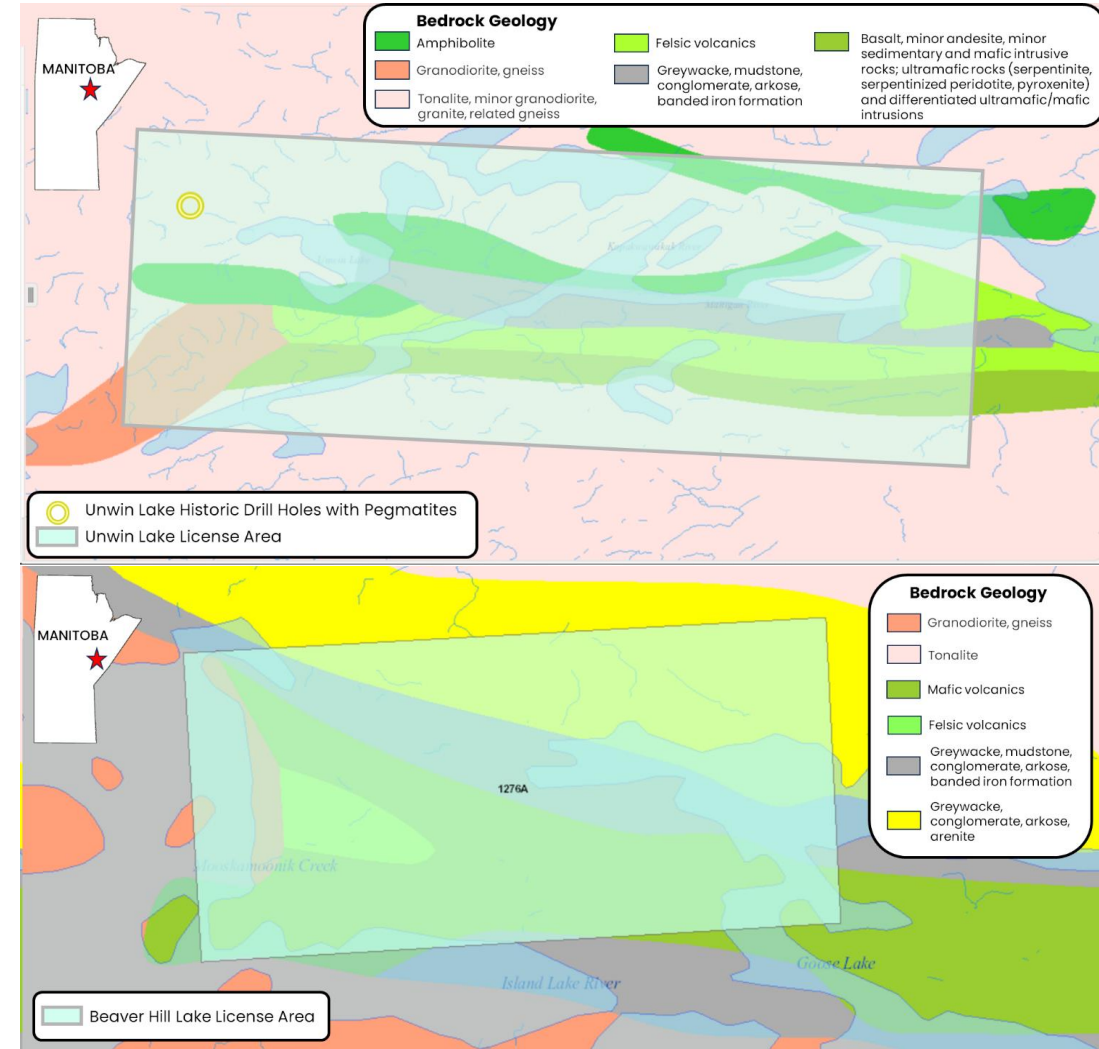 Bedrock Geology
Amphibolite
Granodiorite, gneiss
Tonalite, minor granodiorite,
granite, related gneiss
Felsic volcanics
Greywacke, mudstone,
conglomerate, arkose,
banded iron formation
Basalt, minor andesite, minor
sedimentary and mafic intrusive
rocks; ultramafic rocks (serpentinite,
serpentinized peridotite, pyroxenite)
and differentiated ultramafic/mafic
intrusions
MANITOBA
Unwin Lake
Unwin Lake Historic Drill Holes with Pegmatites
Unwin Lake License Area
MANITOBA
Bedrock Geology
Granodiorite, gneiss
Tonalite
Mafic volcanics
Felsic volcanics
Greywacke, mudstone,
conglomerate, arkose,
banded iron formation
Greywacke,
conglomerate, arkose,
arenite
1276A
Creek
Goose Lake
Island Lake River
Beaver Hill Lake License Area